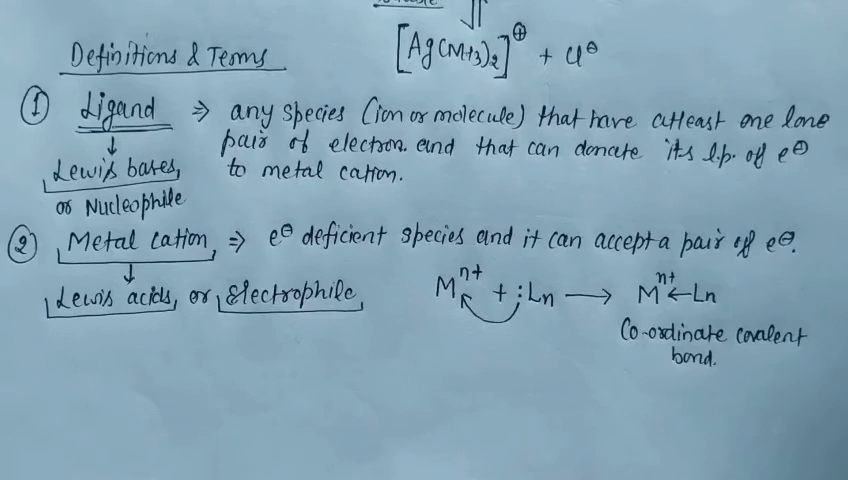 [Ag(NH3)2]⊕ + Cl⊖
Definitions & Terms
① Ligand ⇒ any species (ion or molecule) that have atleast one lone
pair of electron and that can donate its l.p. of e⊖
to metal cation.
↓
Lewis bases,
or Nucleophile
② Metal cation, ⇒ e⊖ deficient species and it can accept a pair of e⊖.
↓
Lewis acids, or Electrophile,
Mn+ + :Ln → Mn+ ←Ln
Co-ordinate covalent
bond.